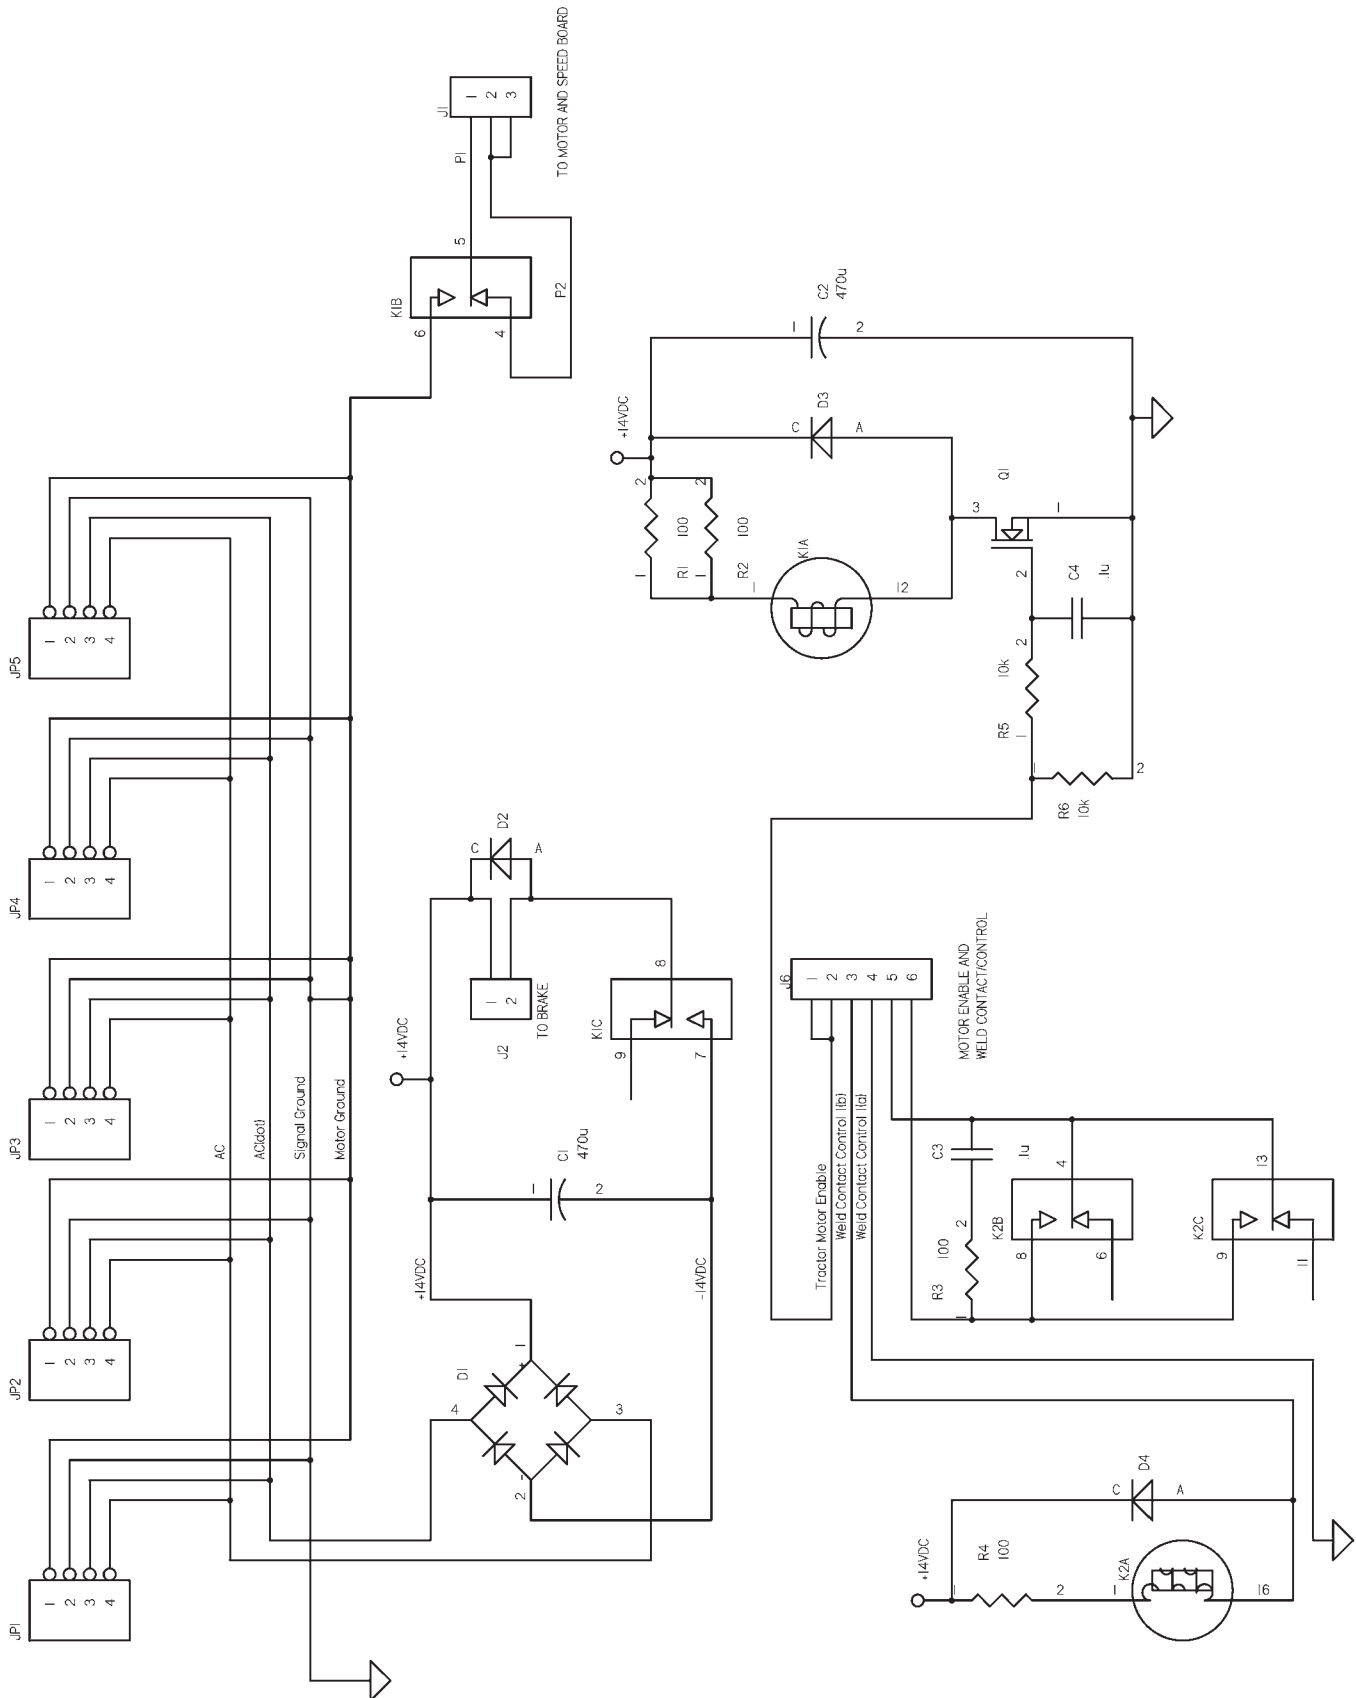 JP1
1
2
3
4
JP2
1
2
3
4
JP3
1
2
3
4
JP4
1
2
3
4
JP5
1
2
3
4
AC
AC(dot)
Signal Ground
Motor Ground
+14VDC
+14VDC
-14VDC
D1
4
+
1
3
2
-
C1
470u
1
2
J2
1
2
TO BRAKE
C
D2
A
K1C
9
8
7
K1B
6
5
4
P1
P2
J1
1
2
3
TO MOTOR AND SPEED BOARD
+14VDC
R4
100
1
2
K2A
1
16
C
D4
A
Tractor Motor Enable
Weld Contact Control 1(b)
Weld Contact Control 1(a)
J6
1
2
3
4
5
6
MOTOR ENABLE AND
WELD CONTACT/CONTROL
R3
100
1
2
C3
.1u
K2B
8
4
6
K2C
9
13
11
+14VDC
1
100
2
R1
1
100
2
R2
K1A
1
12
C
D3
A
C2
470u
1
2
Q1
3
2
1
R5
10k
1
2
C4
.1u
R6
10k
1
2